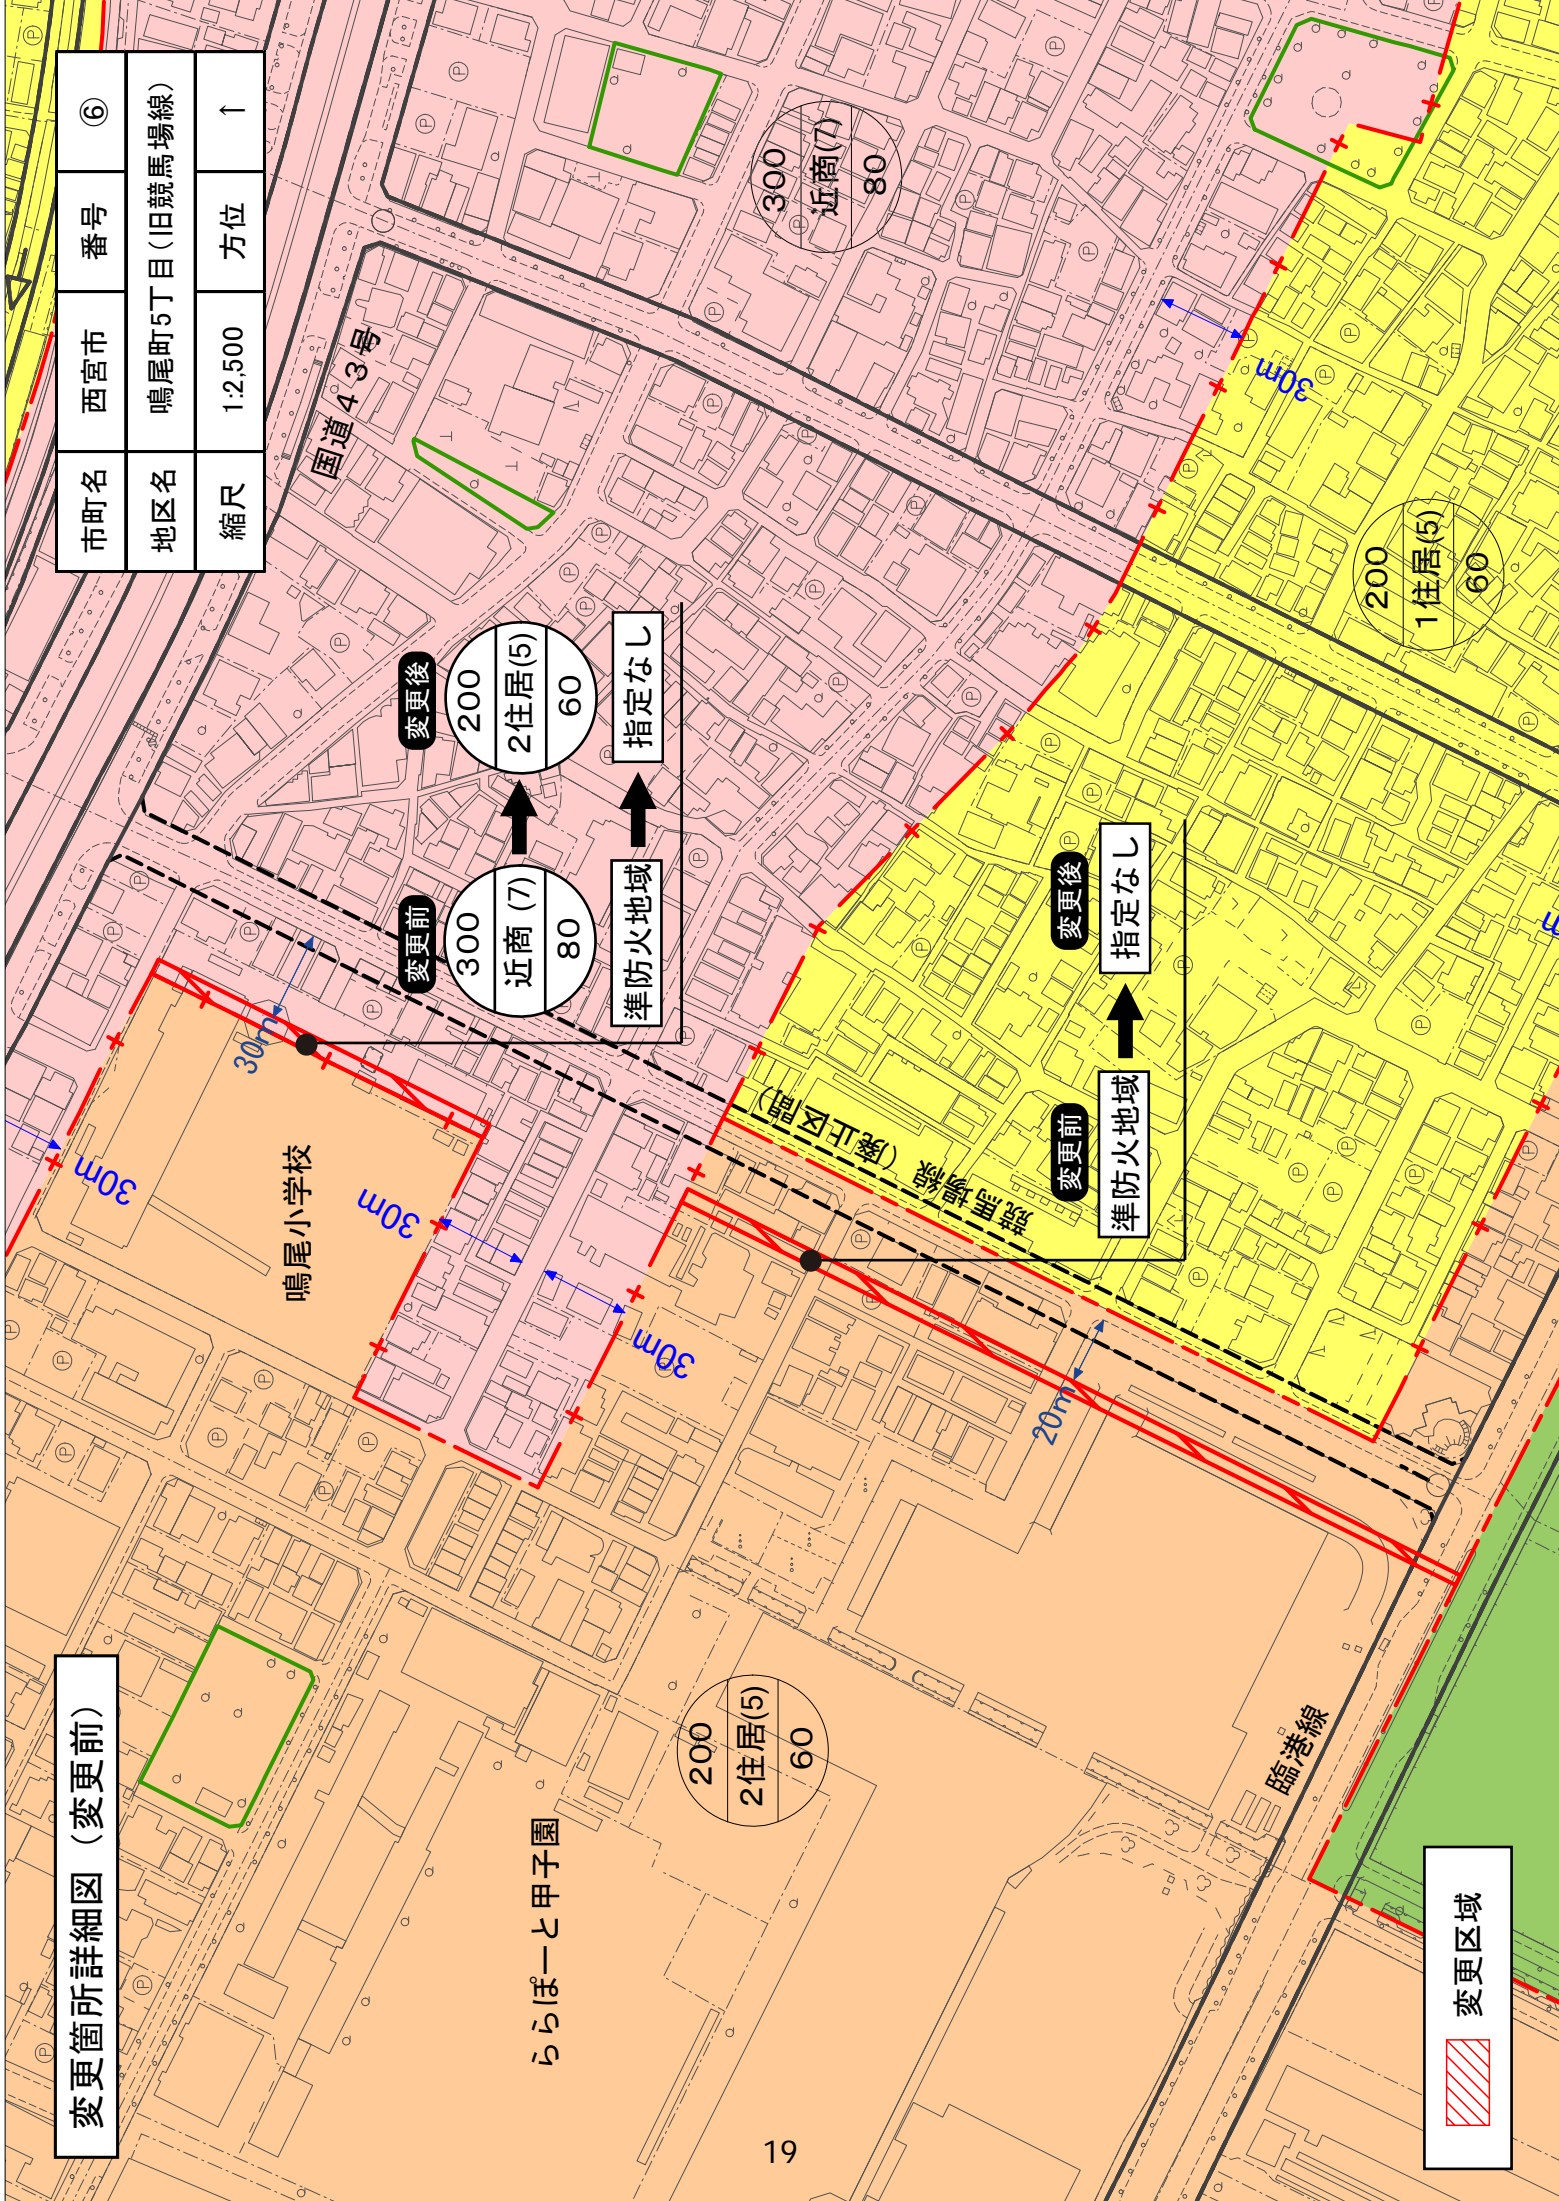 変更箇所詳細図（変更前）
市町名 西宮市 番号 ⑥
地区名 鳴尾町5丁目（旧競馬場線）
縮尺 1:2,500 方位 ↑
国道43号
30m
鳴尾小学校
30m
30m
30m
変更前
変更後
300
近商 (7)
80
200
2住居(5)
60
準防火地域
指定なし
300
近商(7)
80
30m
ららぽーと甲子園
200
2住居(5)
60
競馬場線（廃止区間）
変更前
変更後
準防火地域
指定なし
20m
200
1住居(5)
60
臨港線
変更区域
19